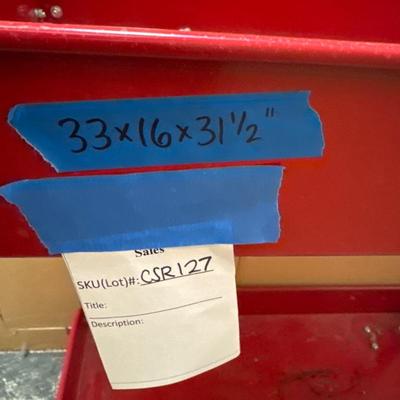 33x16x31½"
Sales
SKU(Lot)#: CSR127
Title:
Description: